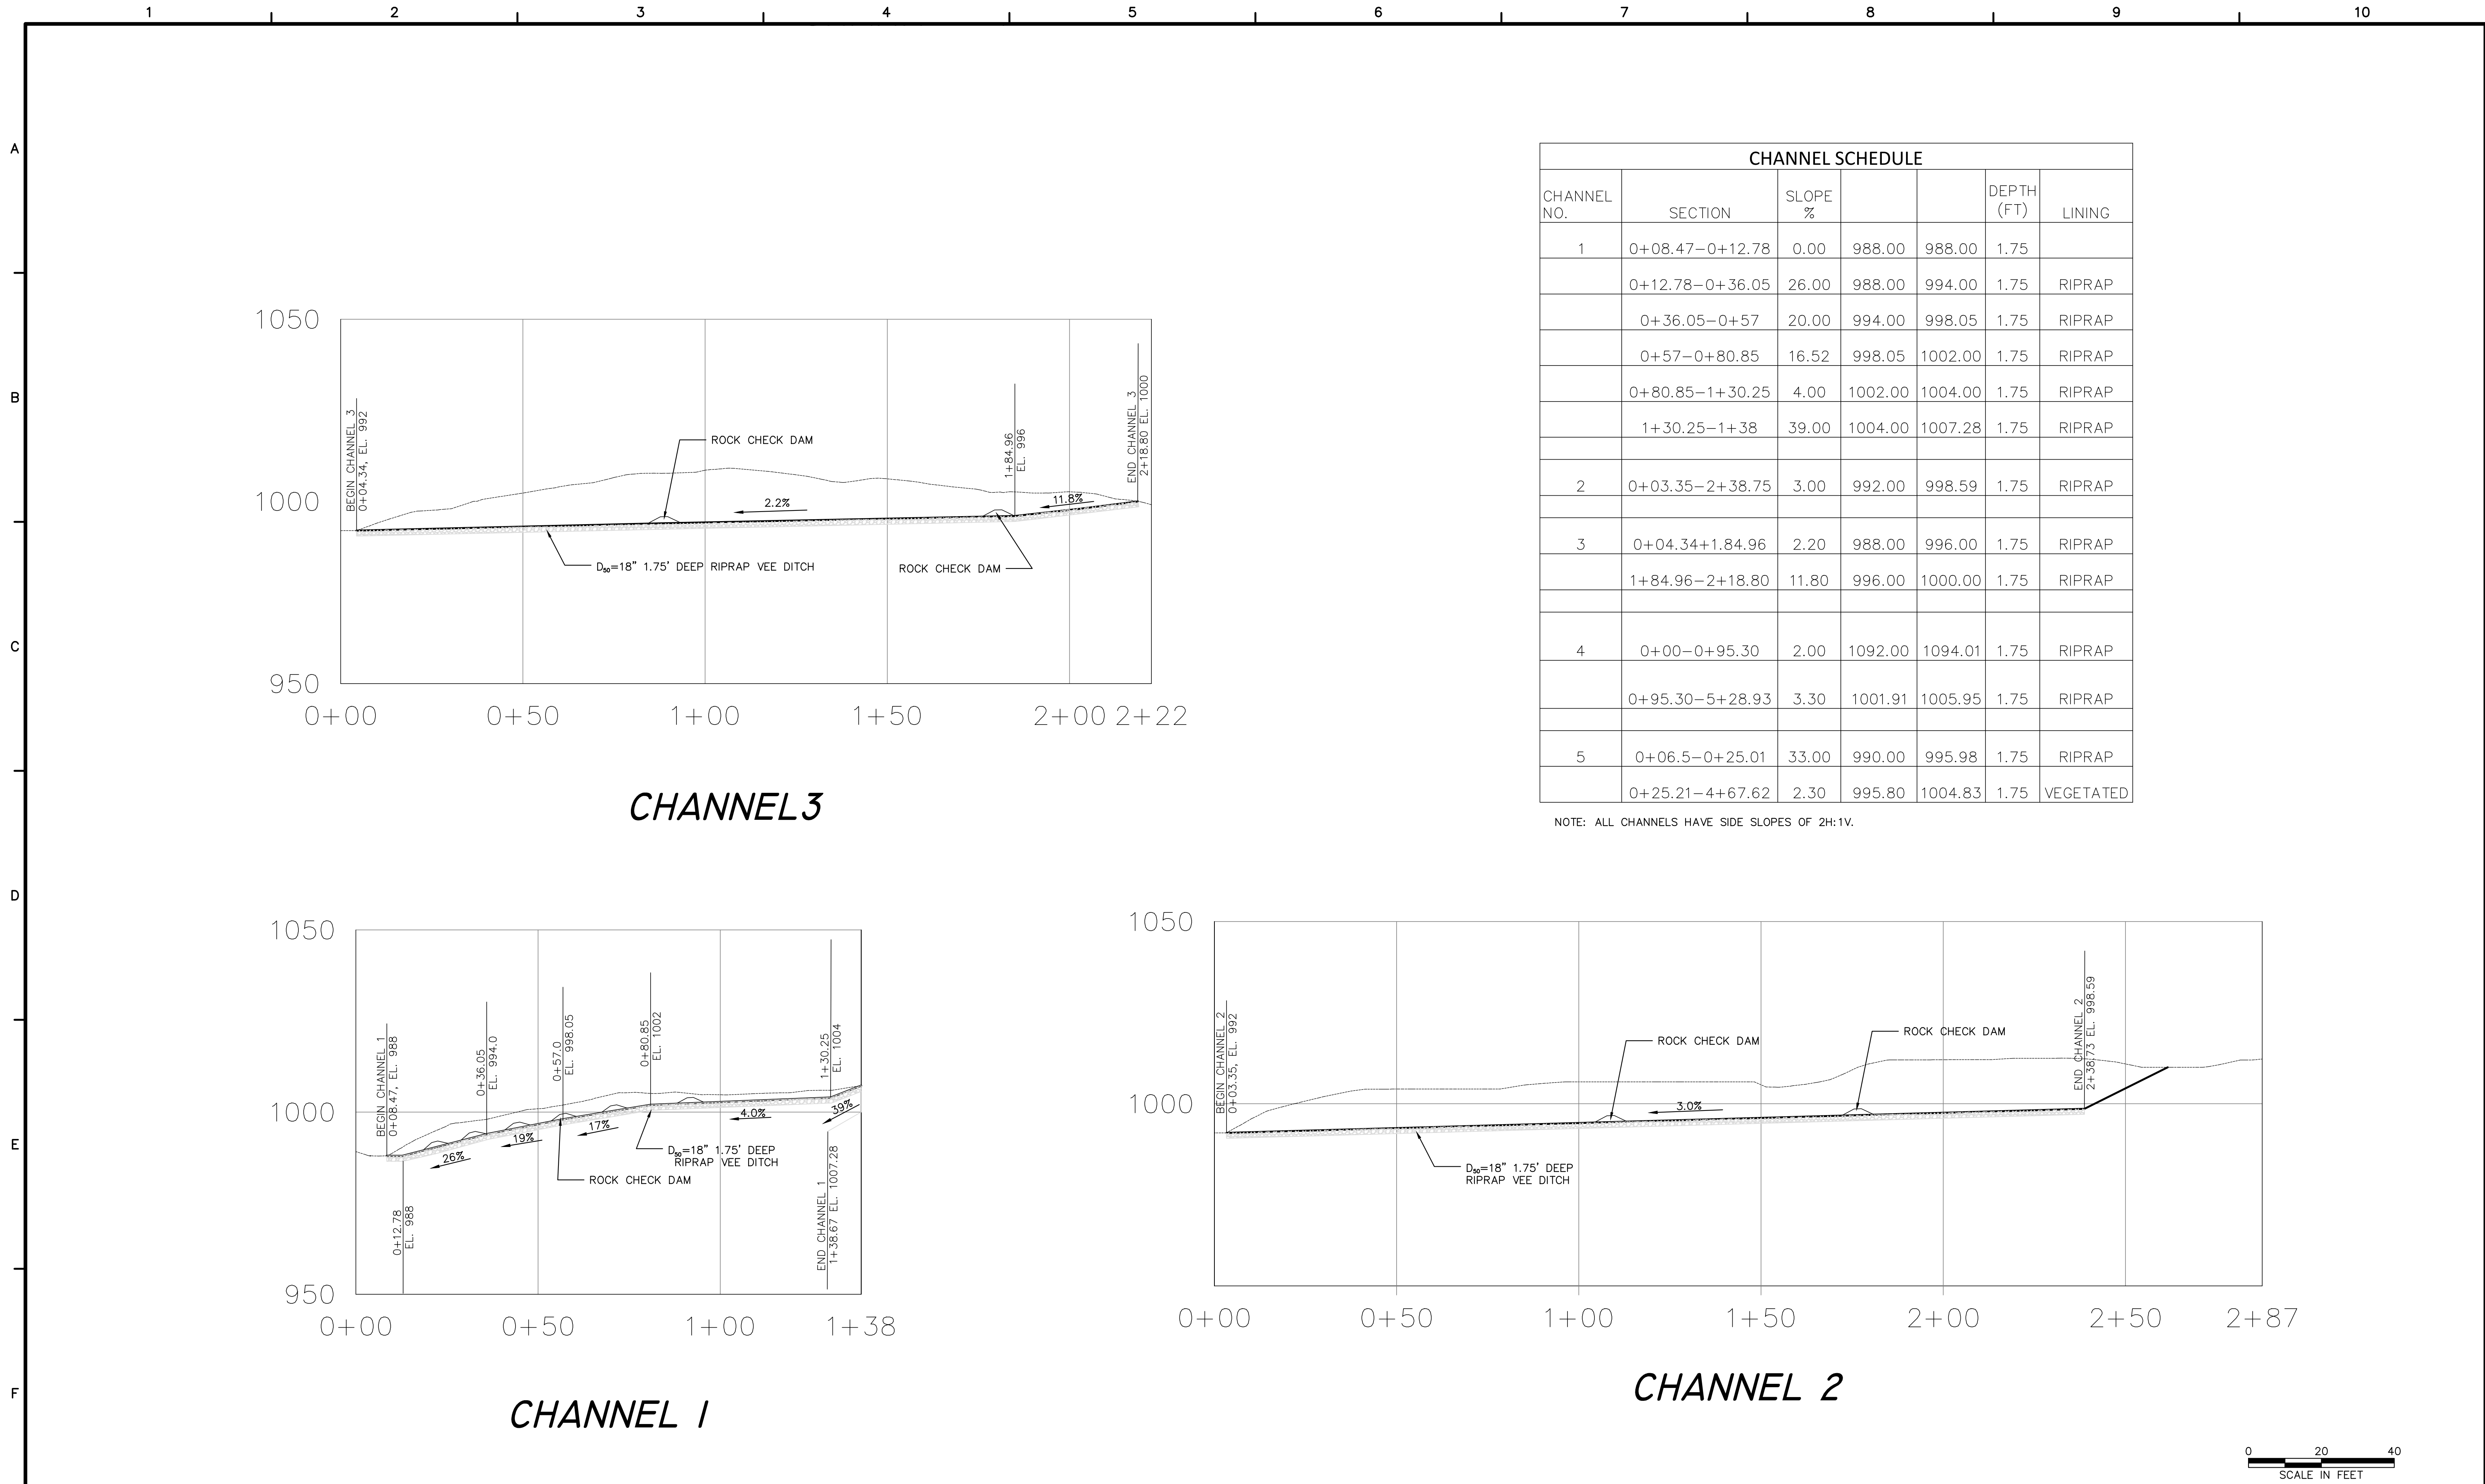 1 2 3 4 5 6 7 8 9 10
A
B
C
D
E
F
CHANNEL SCHEDULE
CHANNEL NO. SECTION SLOPE % DEPTH (FT) LINING
1 0+08.47-0+12.78 0.00 988.00 988.00 1.75
0+12.78-0+36.05 26.00 988.00 994.00 1.75 RIPRAP
0+36.05-0+57 20.00 994.00 998.05 1.75 RIPRAP
0+57-0+80.85 16.52 998.05 1002.00 1.75 RIPRAP
0+80.85-1+30.25 4.00 1002.00 1004.00 1.75 RIPRAP
1+30.25-1+38 39.00 1004.00 1007.28 1.75 RIPRAP
2 0+03.35-2+38.75 3.00 992.00 998.59 1.75 RIPRAP
3 0+04.34+1.84.96 2.20 988.00 996.00 1.75 RIPRAP
1+84.96-2+18.80 11.80 996.00 1000.00 1.75 RIPRAP
4 0+00-0+95.30 2.00 1092.00 1094.01 1.75 RIPRAP
0+95.30-5+28.93 3.30 1001.91 1005.95 1.75 RIPRAP
5 0+06.5-0+25.01 33.00 990.00 995.98 1.75 RIPRAP
0+25.21-4+67.62 2.30 995.80 1004.83 1.75 VEGETATED
NOTE: ALL CHANNELS HAVE SIDE SLOPES OF 2H:1V.
1050
1000
950
BEGIN CHANNEL 3
0+04.34, EL. 992
ROCK CHECK DAM
2.2%
1+84.96
EL. 996
END CHANNEL 3
2+18.80 EL. 1000
11.8%
D50=18" 1.75' DEEP RIPRAP VEE DITCH
ROCK CHECK DAM
0+00 0+50 1+00 1+50 2+00 2+22
CHANNEL3
1050
1000
950
BEGIN CHANNEL 1
0+08.47, EL. 988
0+36.05
EL. 994.0
0+57.0
EL. 998.05
0+80.85
EL. 1002
1+30.25
EL. 1004
26%
19%
17%
4.0%
39%
D50=18" 1.75' DEEP
RIPRAP VEE DITCH
ROCK CHECK DAM
0+12.78
EL. 988
END CHANNEL 1
1+38.67 EL. 1007.28
0+00 0+50 1+00 1+38
CHANNEL 1
1050
1000
BEGIN CHANNEL 2
0+03.35, EL. 992
ROCK CHECK DAM
ROCK CHECK DAM
3.0%
END CHANNEL 2
2+38.73 EL. 998.59
D50=18" 1.75' DEEP
RIPRAP VEE DITCH
0+00 0+50 1+00 1+50 2+00 2+50 2+87
CHANNEL 2
0 20 40
SCALE IN FEET